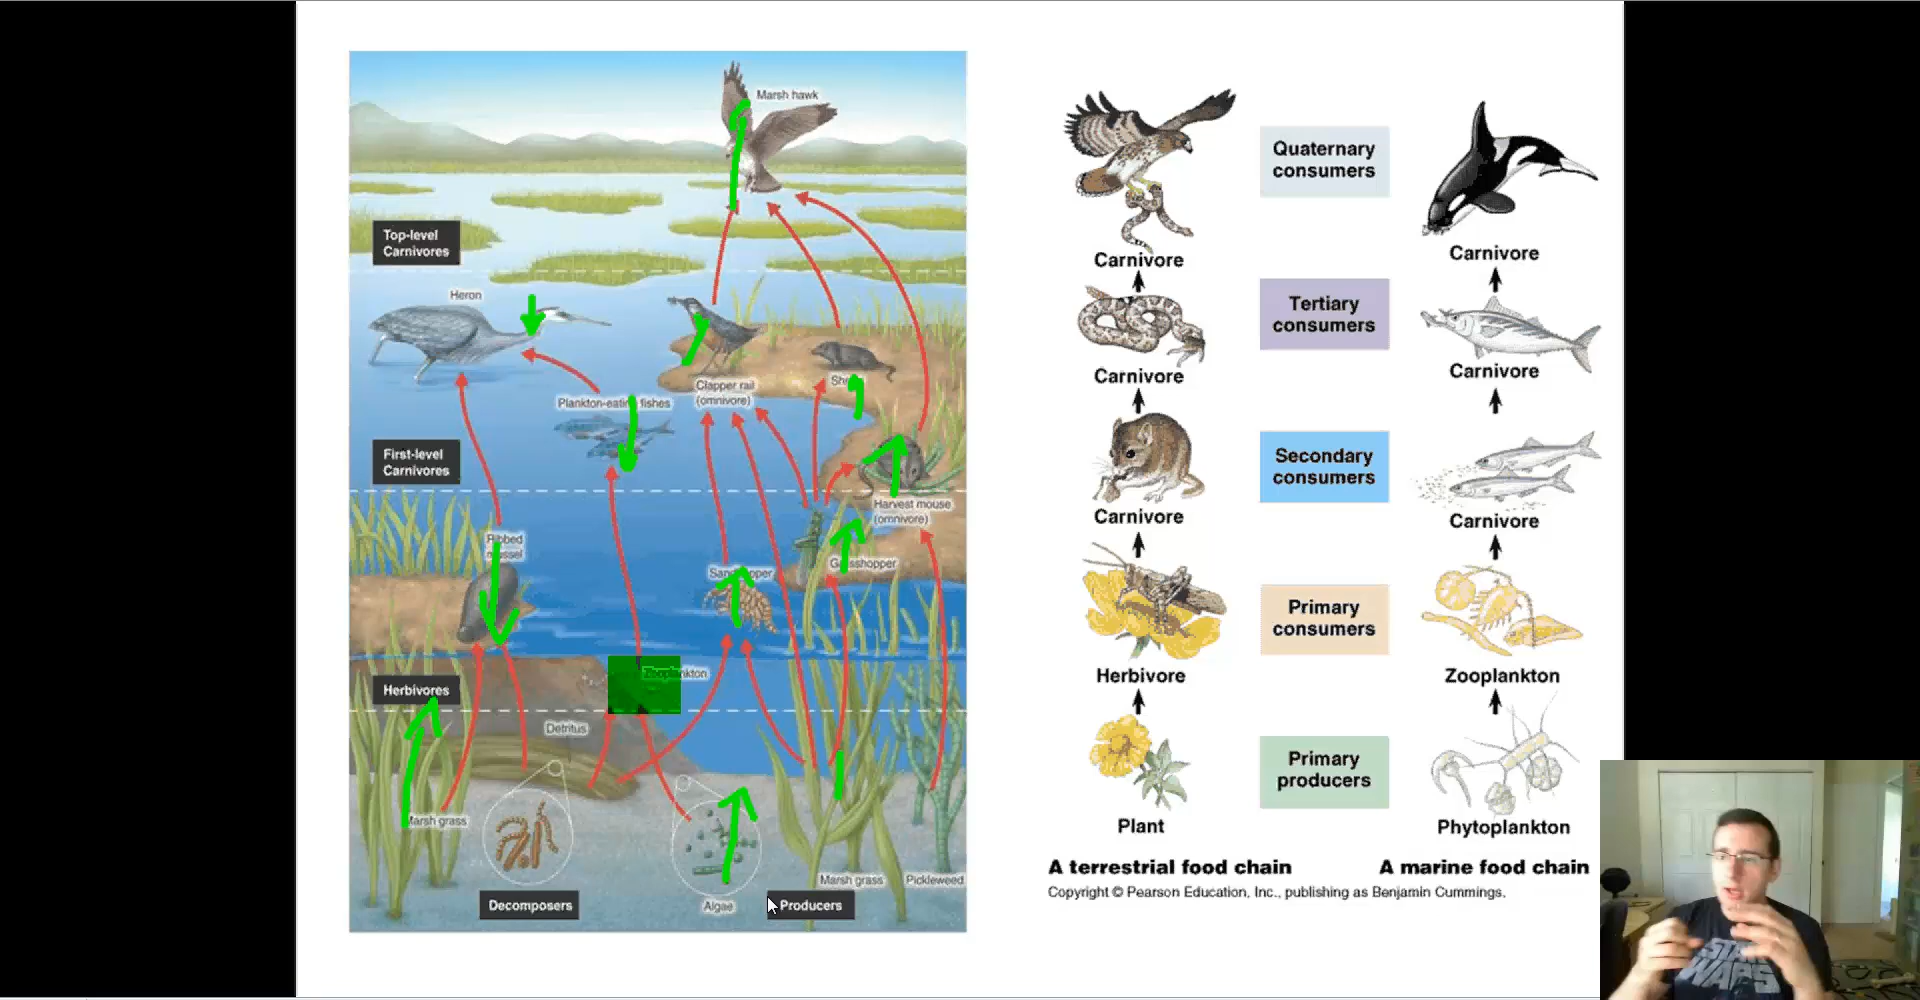 Marsh hawk
Top-level
Carnivores
Heron
Clapper rail
(omnivore)
Plankton-eating fishes
First-level
Carnivores
Harvest mouse
(omnivore)
Ribbed
Grasshopper
Zooplankton
Herbivores
Detritus
Marsh grass
Marsh grass
Pickleweed
Decomposers
Algae
Producers
Quaternary
consumers
Carnivore
Carnivore
Tertiary
consumers
Carnivore
Carnivore
Secondary
consumers
Carnivore
Carnivore
Primary
consumers
Herbivore
Zooplankton
Primary
producers
Plant
Phytoplankton
A terrestrial food chain
A marine food chain
Copyright © Pearson Education, Inc., publishing as Benjamin Cummings.
STAR
WARS